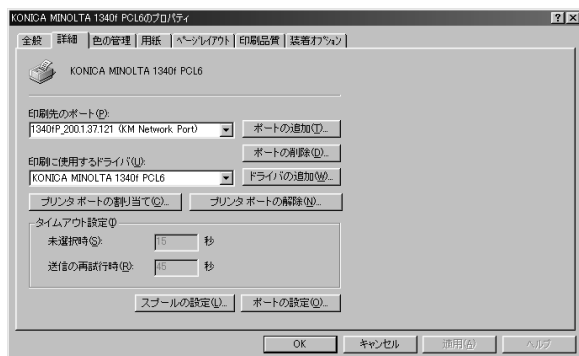 KONICA MINOLTA 1340f PCL6のプロパティ
全般 詳細 色の管理 用紙 ページレイアウト 印刷品質 装着オプション
KONICA MINOLTA 1340f PCL6
印刷先のポート(P):
1340fP_200.1.37.121 (KM Network Port) ポートの追加(T)...
ポートの削除(D)...
印刷に使用するドライバ(U):
KONICA MINOLTA 1340f PCL6 ドライバの追加(W)...
プリンタ ポートの割り当て(C)... プリンタ ポートの解除(N)...
タイムアウト設定(I)
未選択時(S): 15 秒
送信の再試行時(R): 45 秒
スプールの設定(L)... ポートの設定(O)...
OK キャンセル 適用(A) ヘルプ